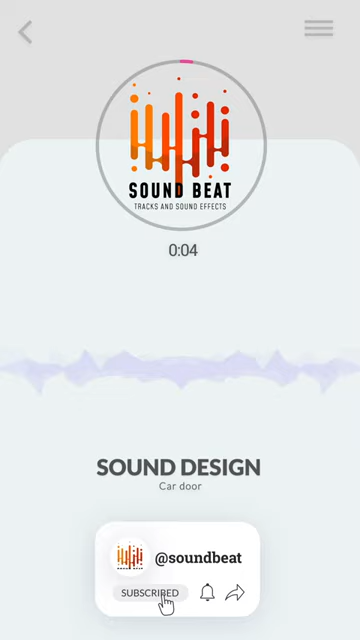 SOUND BEAT
TRACKS AND SOUND EFFECTS
0:04
SOUND DESIGN
Car door
@soundbeat
SUBSCRIBED